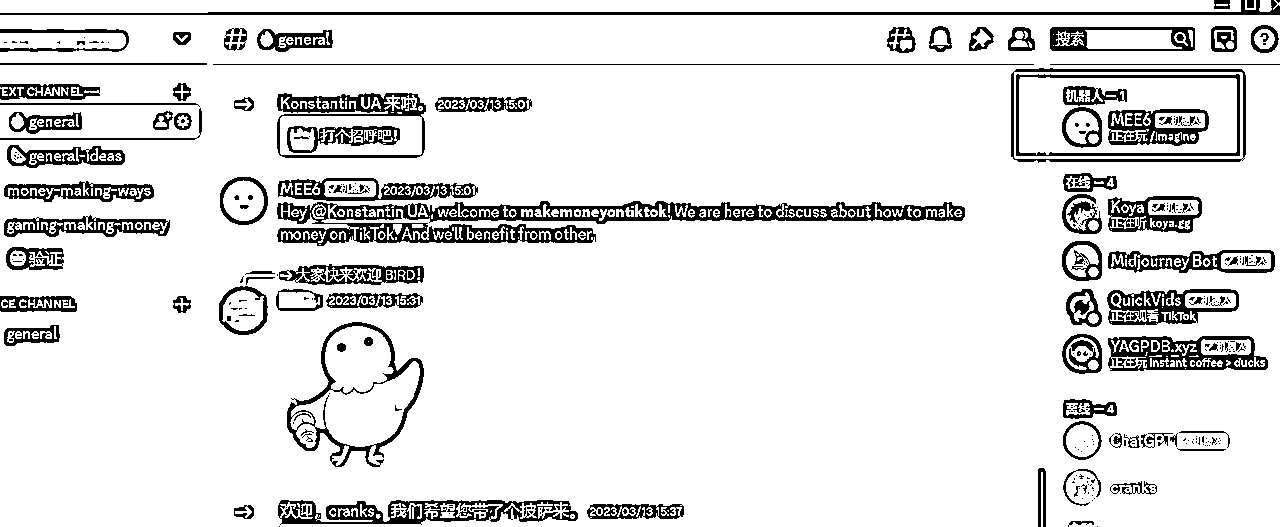 general
搜索
TEXT CHANNEL
general
general-ideas
money-making-ways
gaming-making-money
验证
CE CHANNEL
general
Konstantin UA 来啦。 2023/03/13 15:01
打个招呼吧!
MEE6 ✓机器人 2023/03/13 15:01
Hey @Konstantin UA, welcome to makemoneyontiktok! We are here to discuss about how to make
money on TikTok. And we'll benefit from other.
大家快来欢迎 BIRD!
2023/03/13 15:31
欢迎，cranks。我们希望您带了个披萨来。 2023/03/13 15:37
机器人 — 1
MEE6 ✓机器人
正在玩 /imagine
在线 — 4
Koya ✓机器人
正在听 koya.gg
Midjourney Bot ✓机器人
QuickVids ✓机器人
正在观看 TikTok
YAGPDB.xyz ✓机器人
正在玩 Instant coffee > ducks
离线 — 4
ChatGPT ✓机器人
cranks